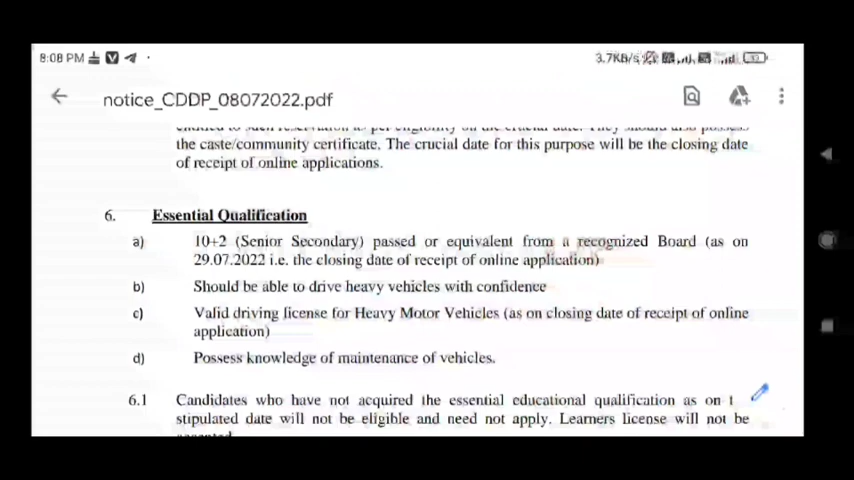 8:08 PM
3.7KB/s
notice_CDDP_08072022.pdf
the caste/community certificate. The crucial date for this purpose will be the closing date
of receipt of online applications.
6. Essential Qualification
a) 10+2 (Senior Secondary) passed or equivalent from a recognized Board (as on
29.07.2022 i.e. the closing date of receipt of online application)
b) Should be able to drive heavy vehicles with confidence
c) Valid driving license for Heavy Motor Vehicles (as on closing date of receipt of online
application)
d) Possess knowledge of maintenance of vehicles.
6.1 Candidates who have not acquired the essential educational qualification as on
stipulated date will not be eligible and need not apply. Learners license will not be